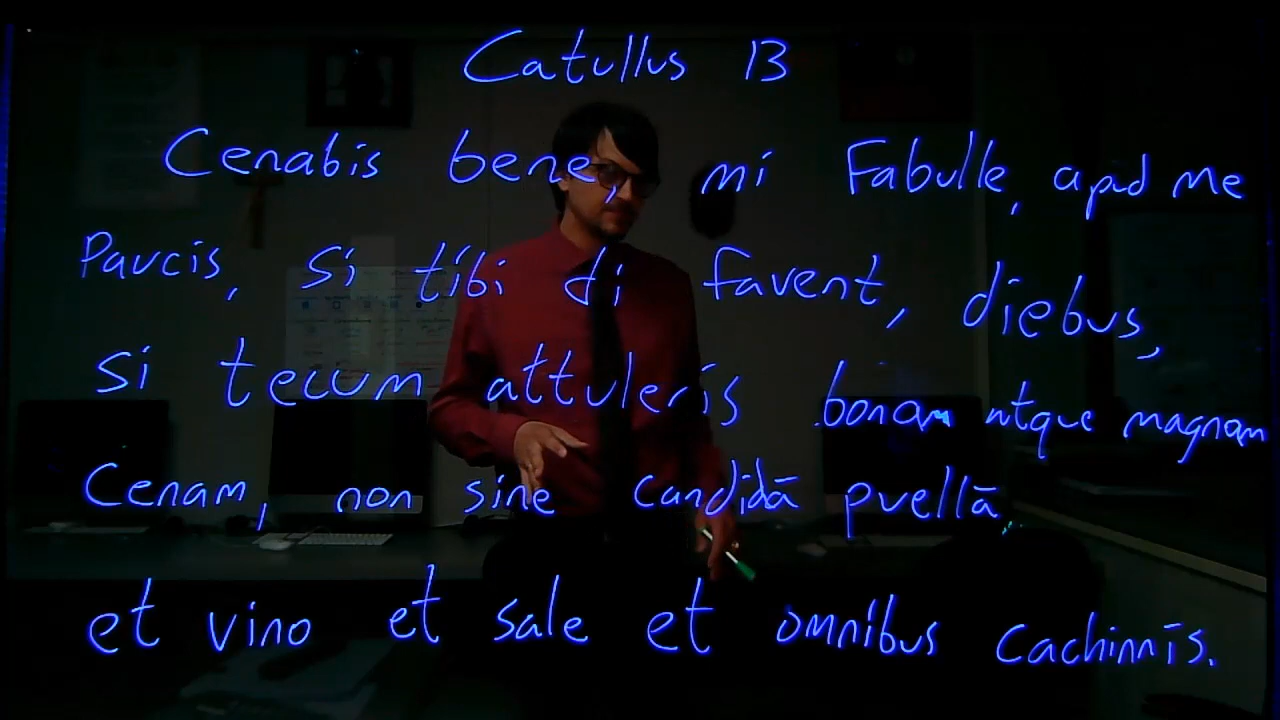 Catullus 13
Cenabis bene, mi Fabulle, apud me
Paucis, si tibi di favent, diebus,
si tecum attuleris bonam atque magnam
Cenam, non sine candidā puellā,
et vino et sale et omnibus cachinnis.